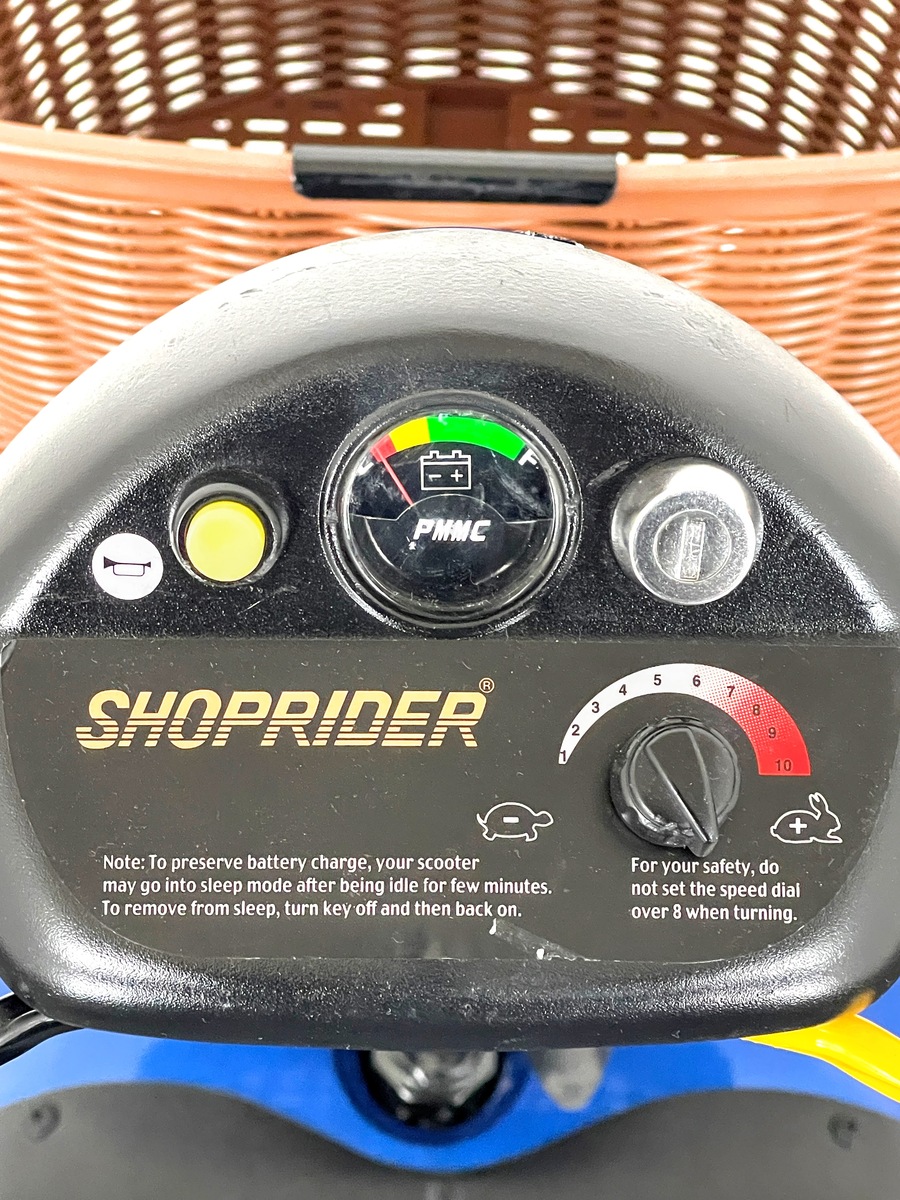 E F
- +
PMMC
SHOPRIDER®
1 2 3 4 5 6 7 8 9 10
- +
Note: To preserve battery charge, your scooter
may go into sleep mode after being idle for few minutes.
To remove from sleep, turn key off and then back on.
For your safety, do
not set the speed dial
over 8 when turning.